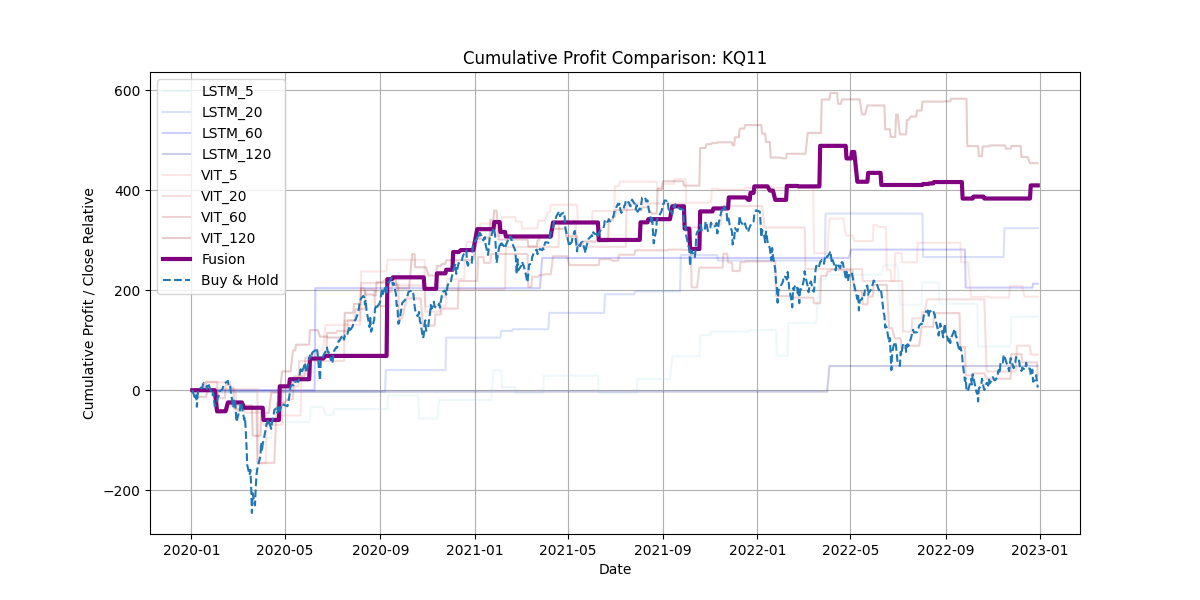 Cumulative Profit Comparison: KQ11
Cumulative Profit / Close Relative
600
400
200
0
−200
LSTM_5
LSTM_20
LSTM_60
LSTM_120
VIT_5
VIT_20
VIT_60
VIT_120
Fusion
Buy & Hold
2020-01 2020-05 2020-09 2021-01 2021-05 2021-09 2022-01 2022-05 2022-09 2023-01
Date